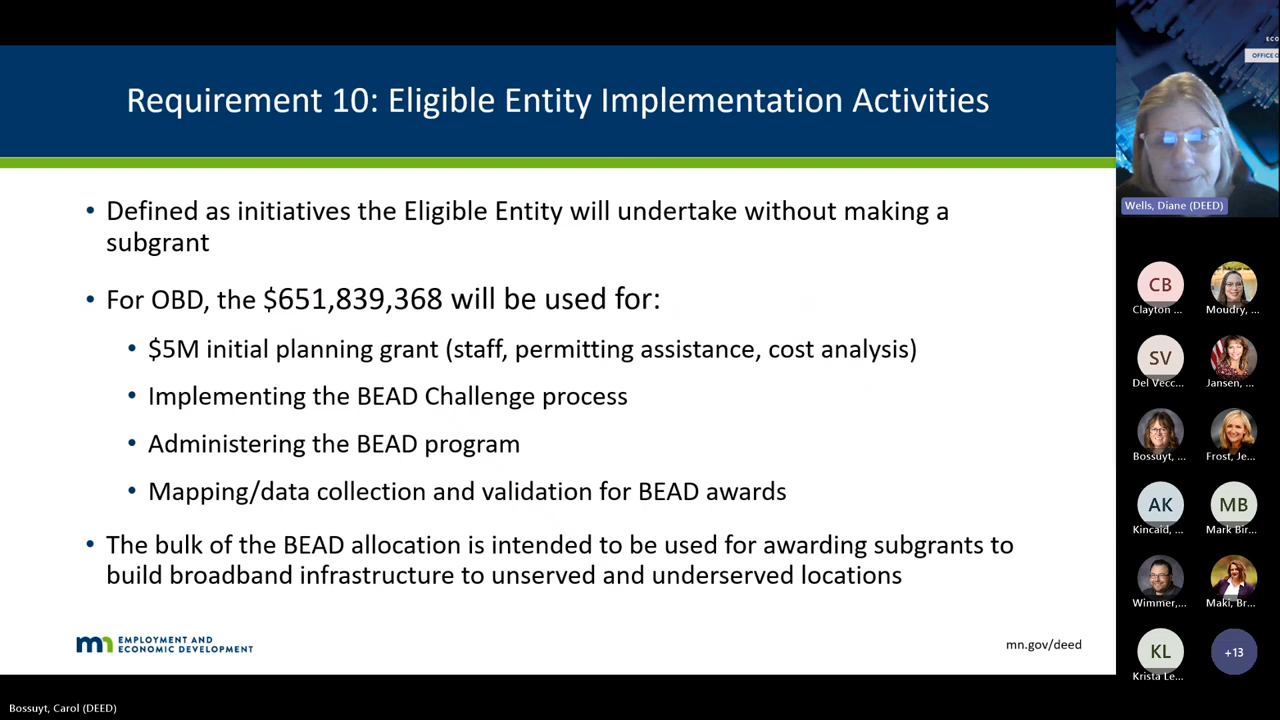 Requirement 10: Eligible Entity Implementation Activities
• Defined as initiatives the Eligible Entity will undertake without making a
subgrant
• For OBD, the $651,839,368 will be used for:
• $5M initial planning grant (staff, permitting assistance, cost analysis)
• Implementing the BEAD Challenge process
• Administering the BEAD program
• Mapping/data collection and validation for BEAD awards
• The bulk of the BEAD allocation is intended to be used for awarding subgrants to
build broadband infrastructure to unserved and underserved locations
mn EMPLOYMENT AND
ECONOMIC DEVELOPMENT
mn.gov/deed
Bossuyt, Carol (DEED)
ECO
OFFICE O
Wells, Diane (DEED)
CB
Clayton ...
Moudry, ...
SV
Del Vecc...
Jansen, ...
Bossuyt, ...
Frost, Je...
AK
Kincaid, ...
MB
Mark Bir...
Wimmer,...
Maki, Br...
KL
Krista Le...
+13